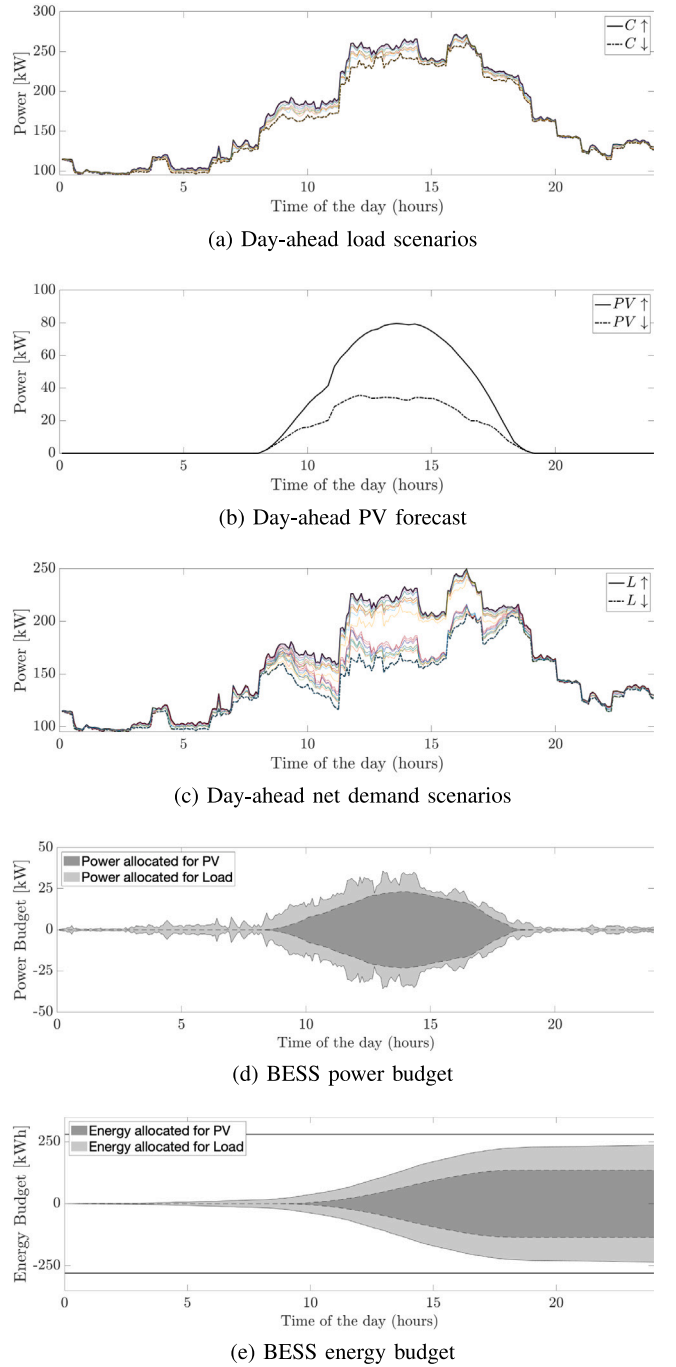 300
250
200
150
100
Power [kW]
C ↑
C ↓
0 5 10 15 20
Time of the day (hours)
(a) Day-ahead load scenarios
100
80
60
40
20
0
Power [kW]
PV ↑
PV ↓
0 5 10 15 20
Time of the day (hours)
(b) Day-ahead PV forecast
250
200
150
100
Power [kW]
L ↑
L ↓
0 5 10 15 20
Time of the day (hours)
(c) Day-ahead net demand scenarios
50
25
0
-25
-50
Power Budget [kW]
Power allocated for PV
Power allocated for Load
0 5 10 15 20
Time of the day (hours)
(d) BESS power budget
250
0
-250
Energy Budget [kWh]
Energy allocated for PV
Energy allocated for Load
0 5 10 15 20
Time of the day (hours)
(e) BESS energy budget